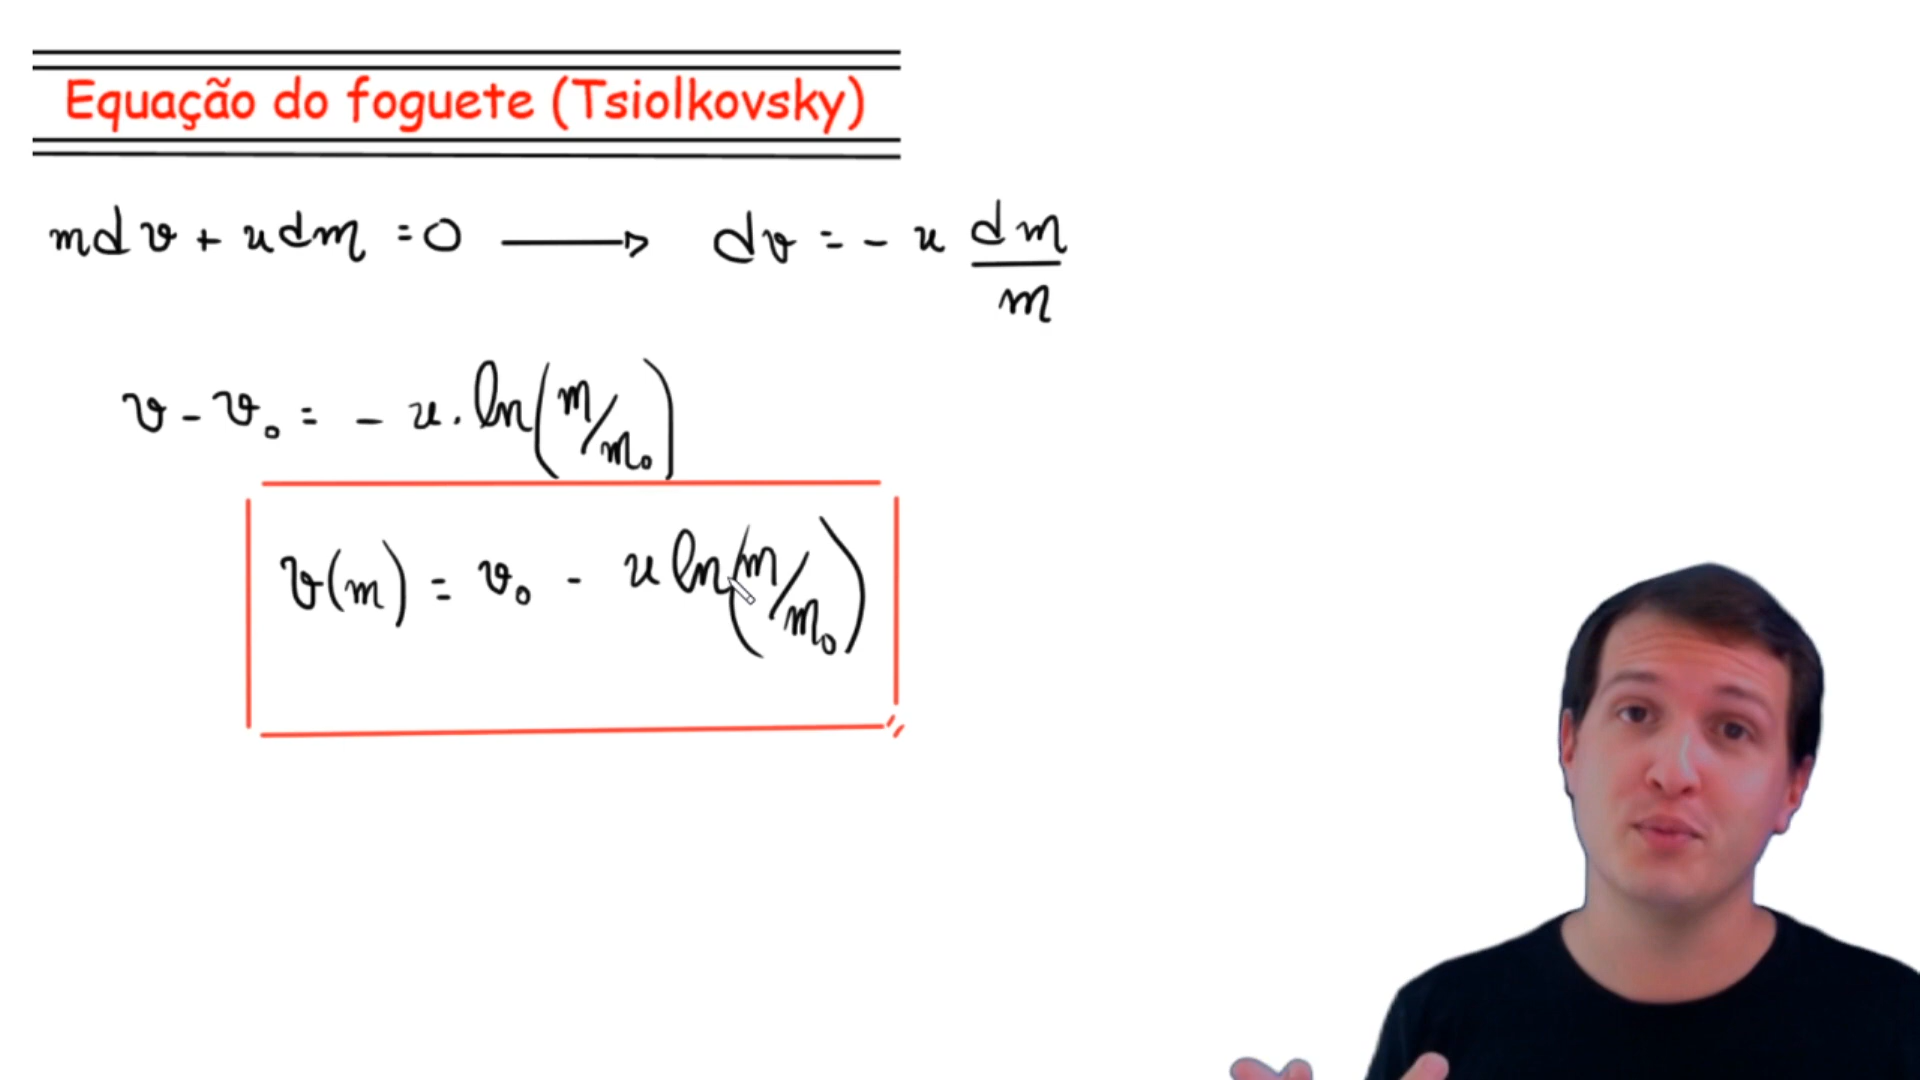 Equação do foguete (Tsiolkovsky)
mdv + udm = 0 → dv = - u dm/m
v - v₀ = - u . ln(m/m₀)
v(m) = v₀ - u ln(m/m₀)